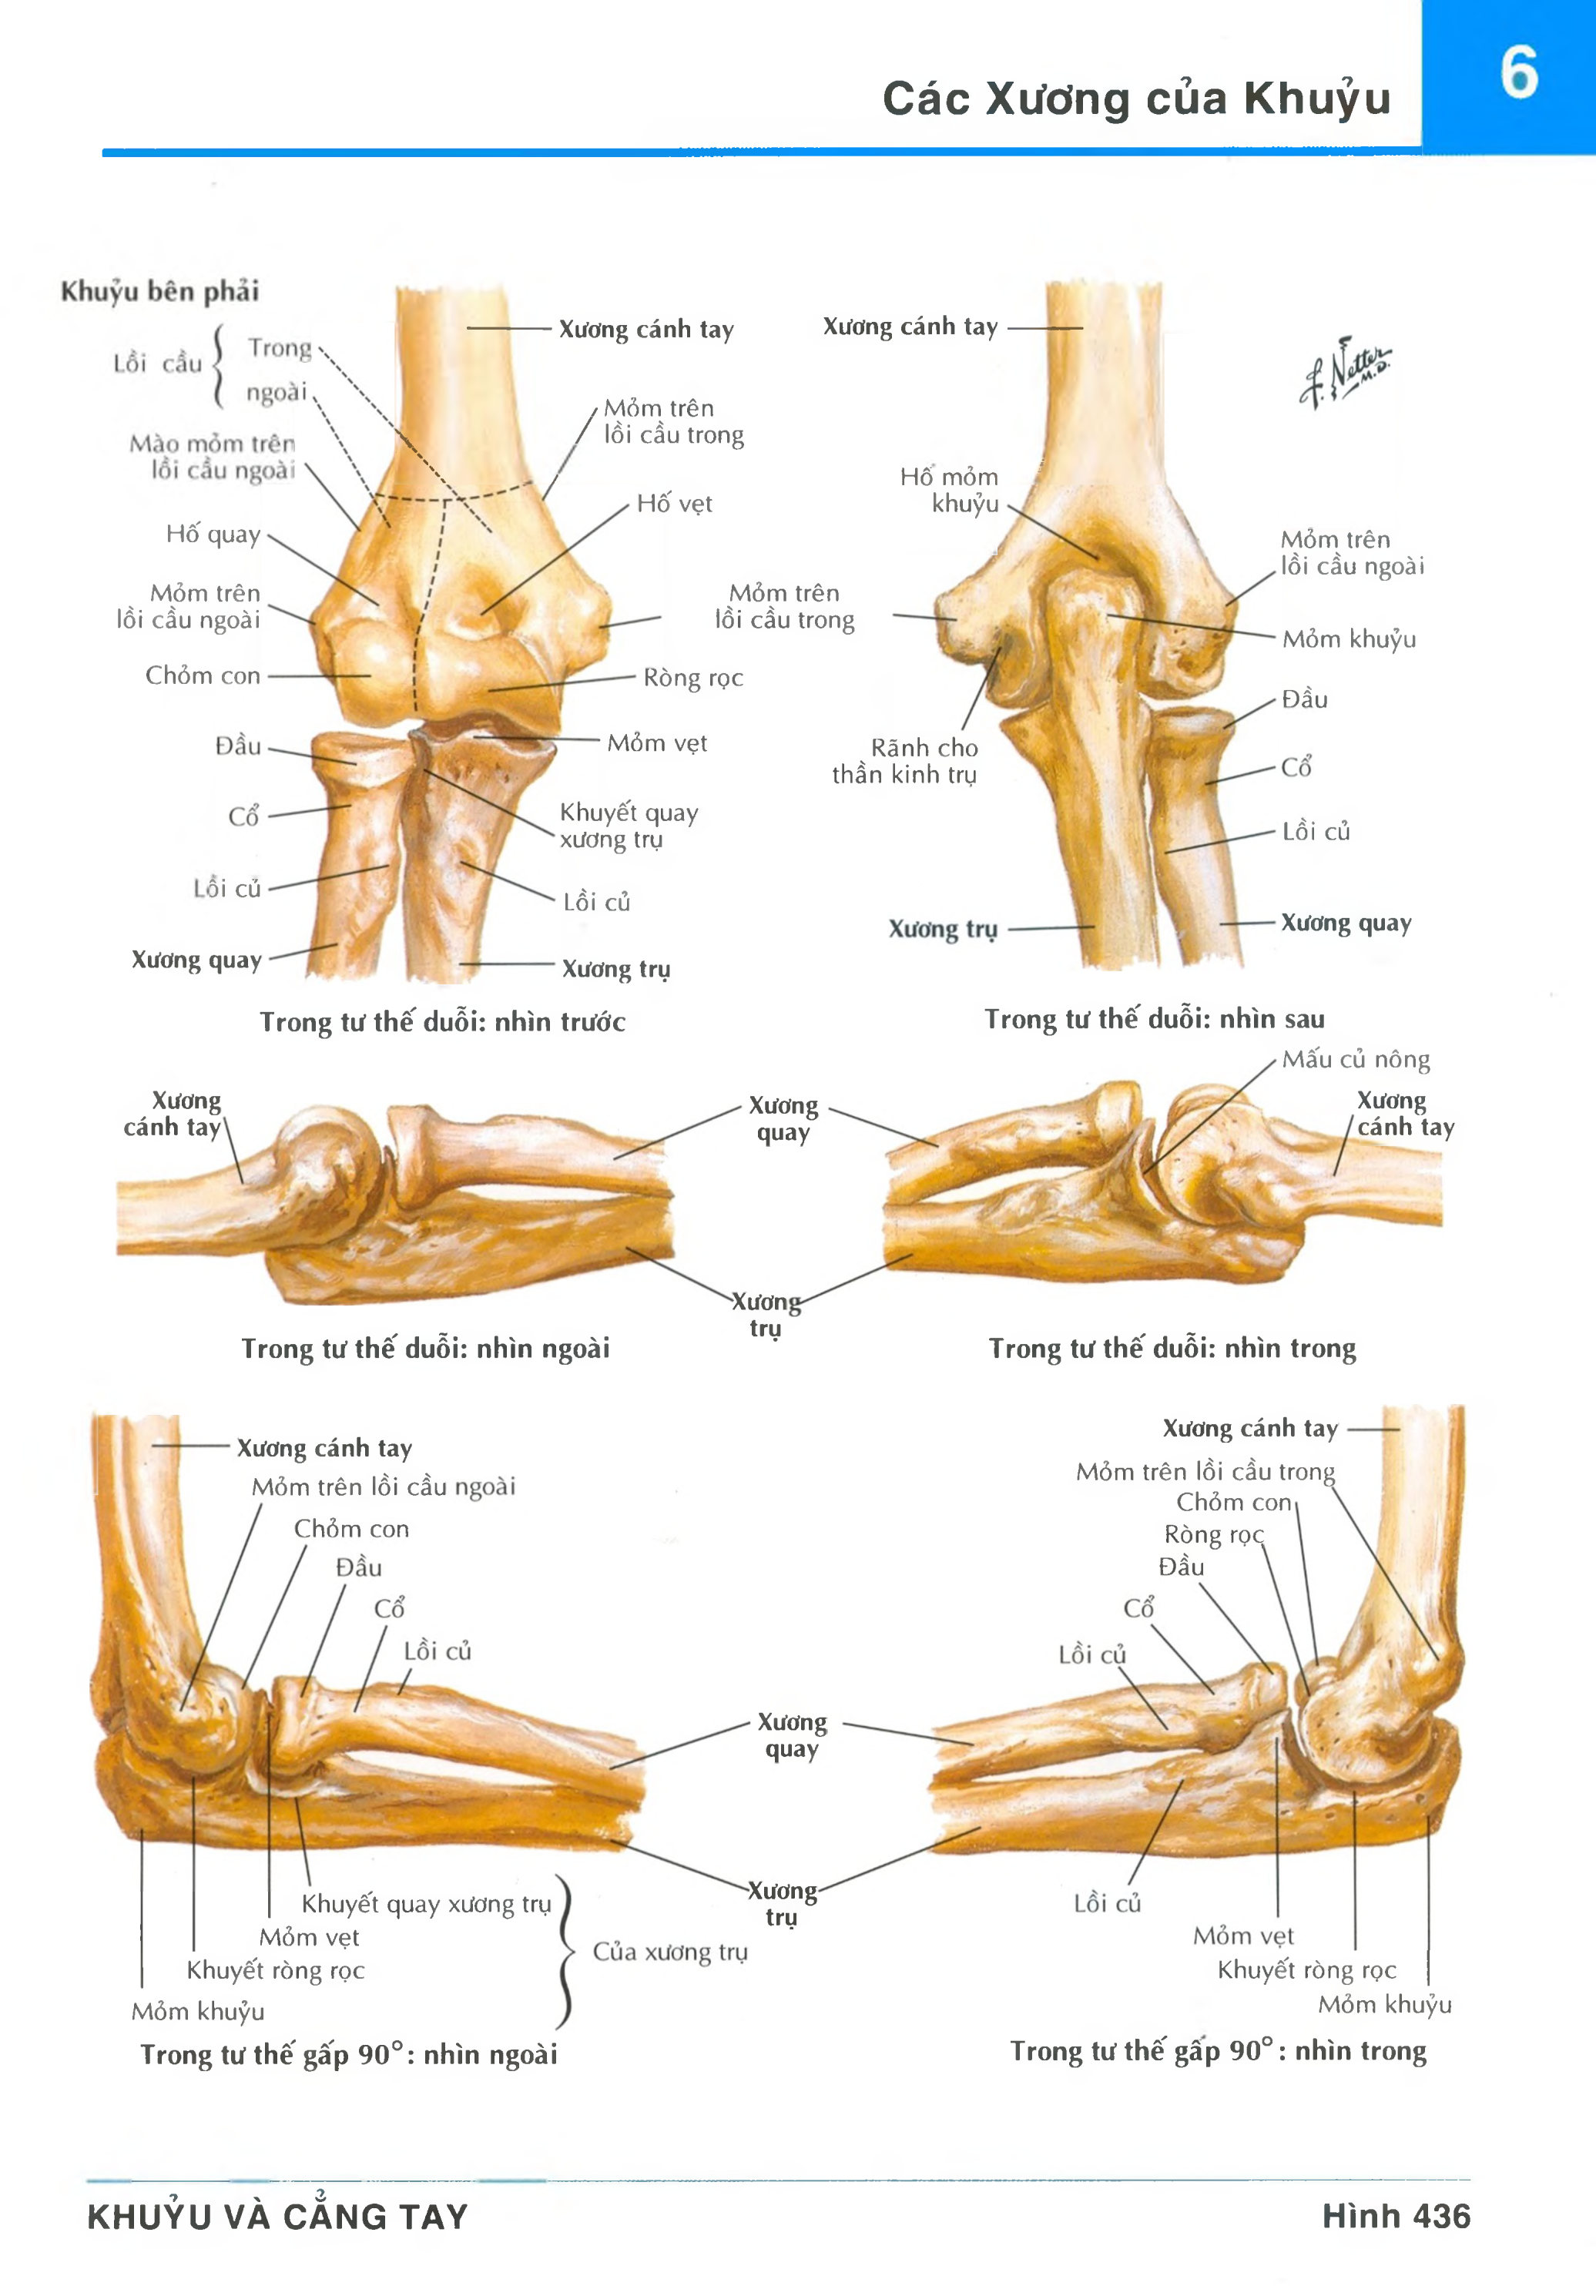 Các Xương của Khuỷu
6
Khuỷu bên phải
Lồi cầu
Trong
ngoài
Mào mỏm trên
lồi cầu ngoài
Hố quay
Mỏm trên
lồi cầu ngoài
Chỏm con
Đầu
Cổ
Lồi củ
Xương quay
Xương cánh tay
Mỏm trên
lồi cầu trong
Hố vẹt
Mỏm trên
lồi cầu trong
Ròng rọc
Mỏm vẹt
Khuyết quay
xương trụ
Lồi củ
Xương trụ
Trong tư thế duỗi: nhìn trước
Xương cánh tay
F. Netter
M.D.
Hố mỏm
khuỷu
Mỏm trên
lồi cầu ngoài
Mỏm khuỷu
Đầu
Rãnh cho
thần kinh trụ
Cổ
Lồi củ
Xương trụ
Xương quay
Trong tư thế duỗi: nhìn sau
Xương
cánh tay
Xương
quay
Mấu củ nông
Xương
cánh tay
Xương
trụ
Trong tư thế duỗi: nhìn ngoài
Trong tư thế duỗi: nhìn trong
Xương cánh tay
Mỏm trên lồi cầu ngoài
Chỏm con
Đầu
Cổ
Lồi củ
Xương
quay
Xương
trụ
Khuyết quay xương trụ
Mỏm vẹt
Khuyết ròng rọc
Mỏm khuỷu
Của xương trụ
Trong tư thế gấp 90°: nhìn ngoài
Xương cánh tay
Mỏm trên lồi cầu trong
Chỏm con
Ròng rọc
Đầu
Cổ
Lồi củ
Lồi củ
Mỏm vẹt
Khuyết ròng rọc
Mỏm khuỷu
Trong tư thế gấp 90°: nhìn trong
KHUỶU VÀ CẲNG TAY
Hình 436